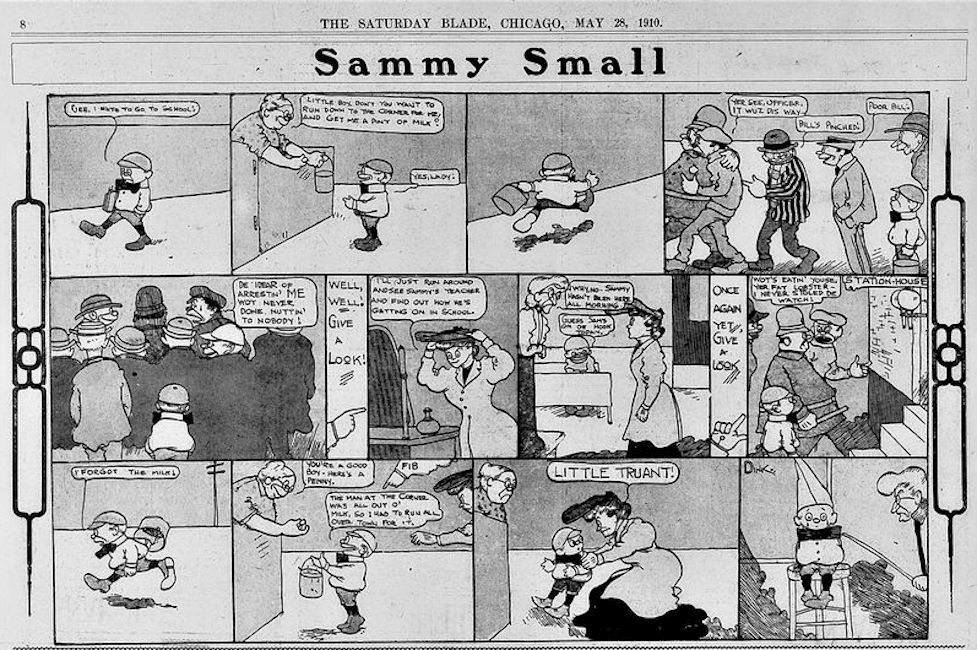 8
THE SATURDAY BLADE, CHICAGO, MAY 28, 1910.
Sammy Small
GEE, I HATE TO GO TO SCHOOL!
LITTLE BOY, DON'T YOU WANT TO
RUN DOWN TO THE CORNER FOR ME,
AND GET ME A PINT OF MILK?
YES, LADY!
YER SEE, OFFICER,
IT WUZ DIS WAY
BILL'S PINCHED!
POOR BILL!
DE IDEAR OF
ARRESTIN' ME
WOT NEVER
DONE NUTTIN'
TO NOBODY!
WELL,
WELL!
GIVE
A
LOOK!
I'LL JUST RUN AROUND
AND SEE SAMMY'S TEACHER
AND FIND OUT HOW HE'S
GATTING ON IN SCHOOL.
WHY, NO - SAMMY
HASN'T BEEN HERE
ALL MORNING!
GUESS SAM'S
ON DE HOOK
TODAY.
ONCE
AGAIN
YET,
GIVE
A
LOOK
WOT'S EATIN' YOUSE,
YER FAT LOBSTER -
I NEVER STOLE DE
WATCH!
STATION-HOUSE
I FORGOT THE MILK!
YOU'RE A GOOD
BOY - HERE'S A
PENNY.
FIB
THE MAN AT THE CORNER
WAS ALL OUT O'
MILK, SO I HAD TO RUN ALL
OVER TOWN FOR IT.
LITTLE TRUANT!
DINK